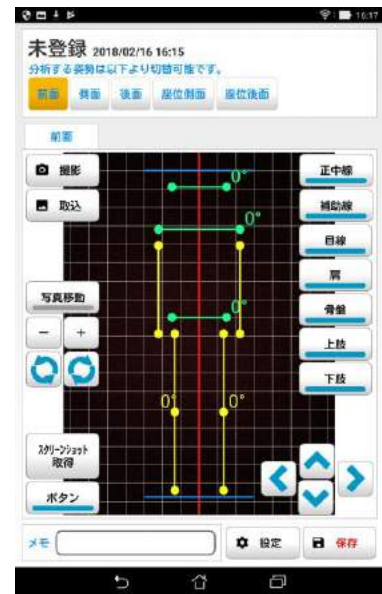 16:17
未登録 2018/02/16 16:15
分析する姿勢は以下より切替可能です。
前面 側面 後面 座位側面 座位後面
前面
撮影
取込
写真移動
− +
スクリーンショット
取得
ボタン
0°
0°
0°
0° 0°
正中線
補助線
目線
肩
骨盤
上肢
下肢
メモ 設定 保存